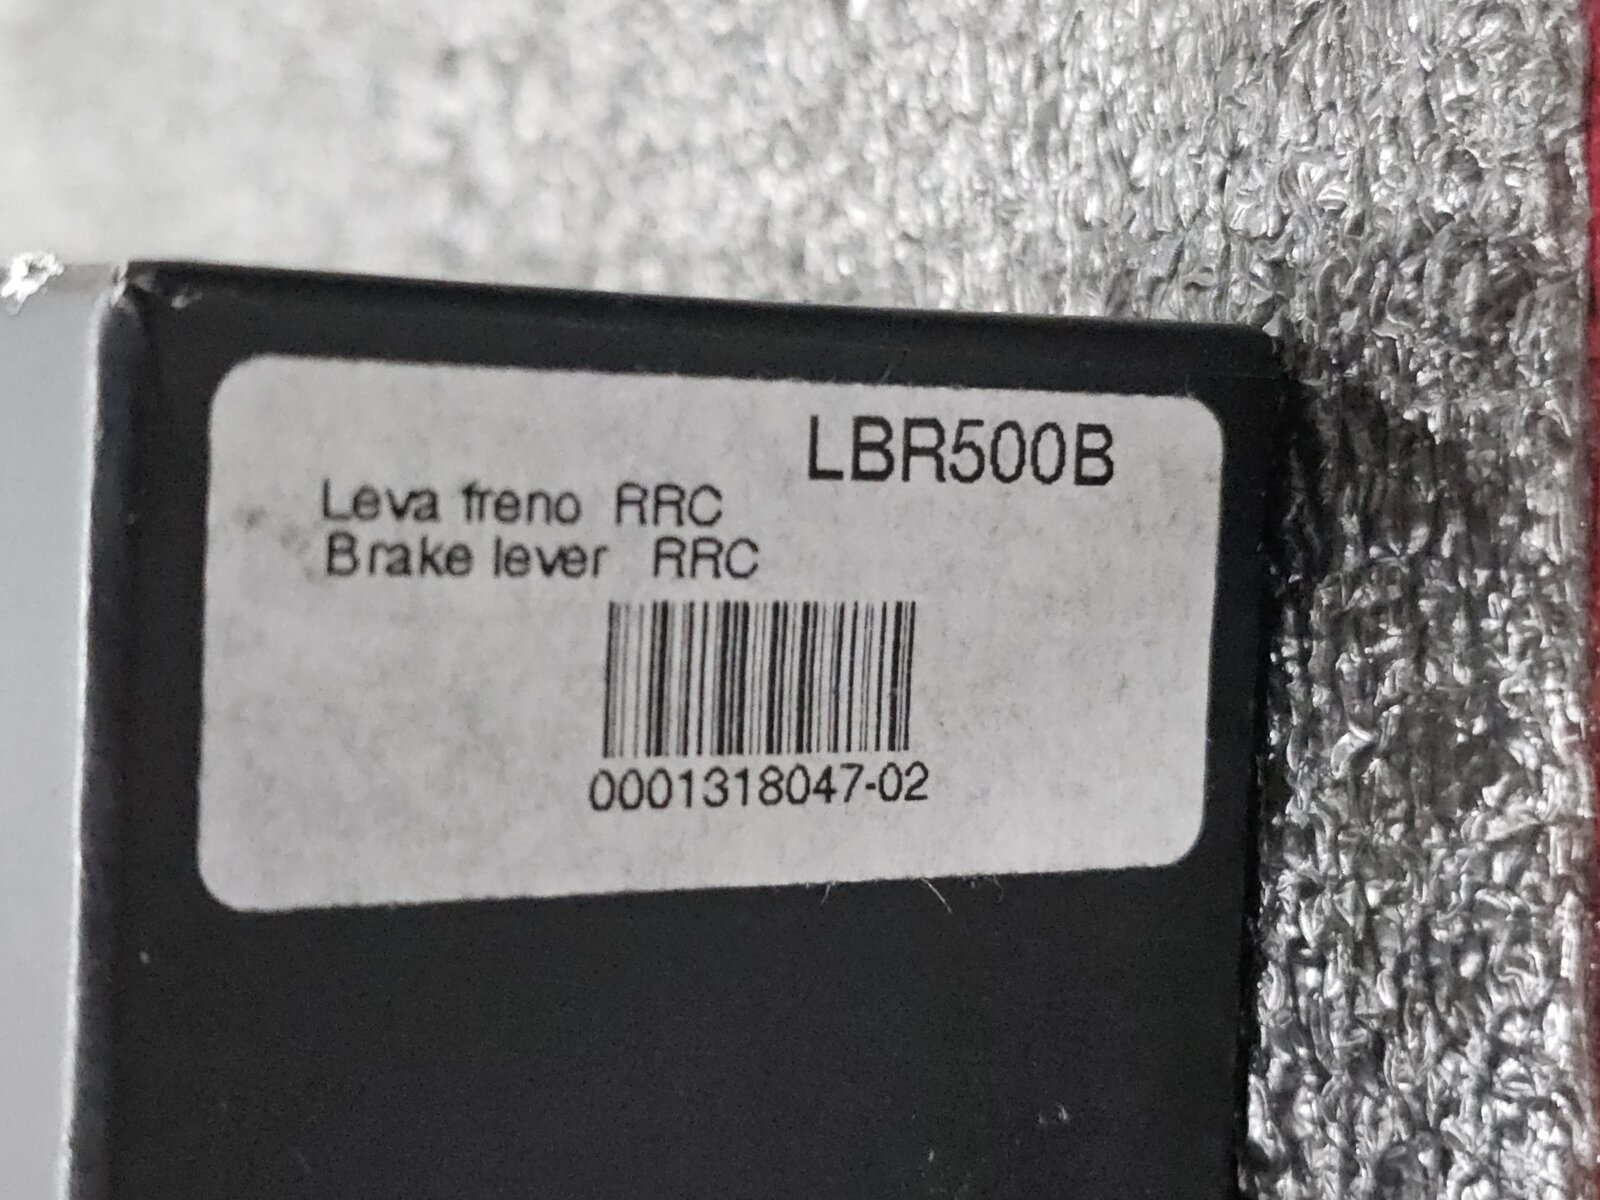 LBR500B
Leva freno RRC
Brake lever RRC
0001318047-02